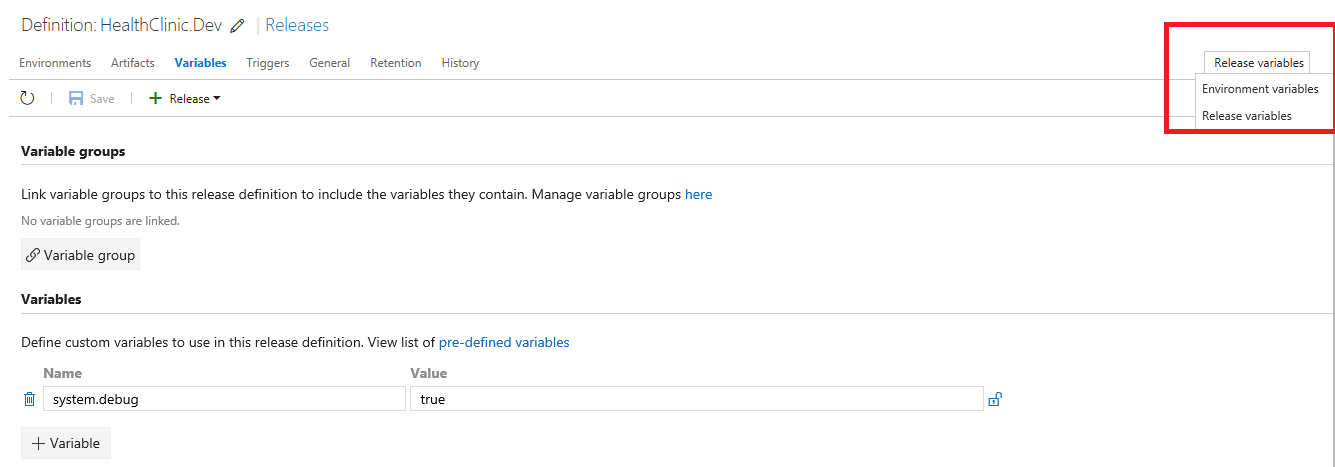 Definition: HealthClinic.Dev | Releases
Environments Artifacts Variables Triggers General Retention History Release variables
Save Release Environment variables
Release variables
Variable groups
Link variable groups to this release definition to include the variables they contain. Manage variable groups here
No variable groups are linked.
Variable group
Variables
Define custom variables to use in this release definition. View list of pre-defined variables
Name Value
system.debug true
+ Variable